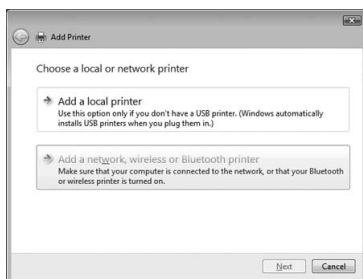 Add Printer
Choose a local or network printer
Add a local printer
Use this option only if you don't have a USB printer. (Windows automatically
installs USB printers when you plug them in.)
Add a network, wireless or Bluetooth printer
Make sure that your computer is connected to the network, or that your Bluetooth
or wireless printer is turned on.
Next Cancel